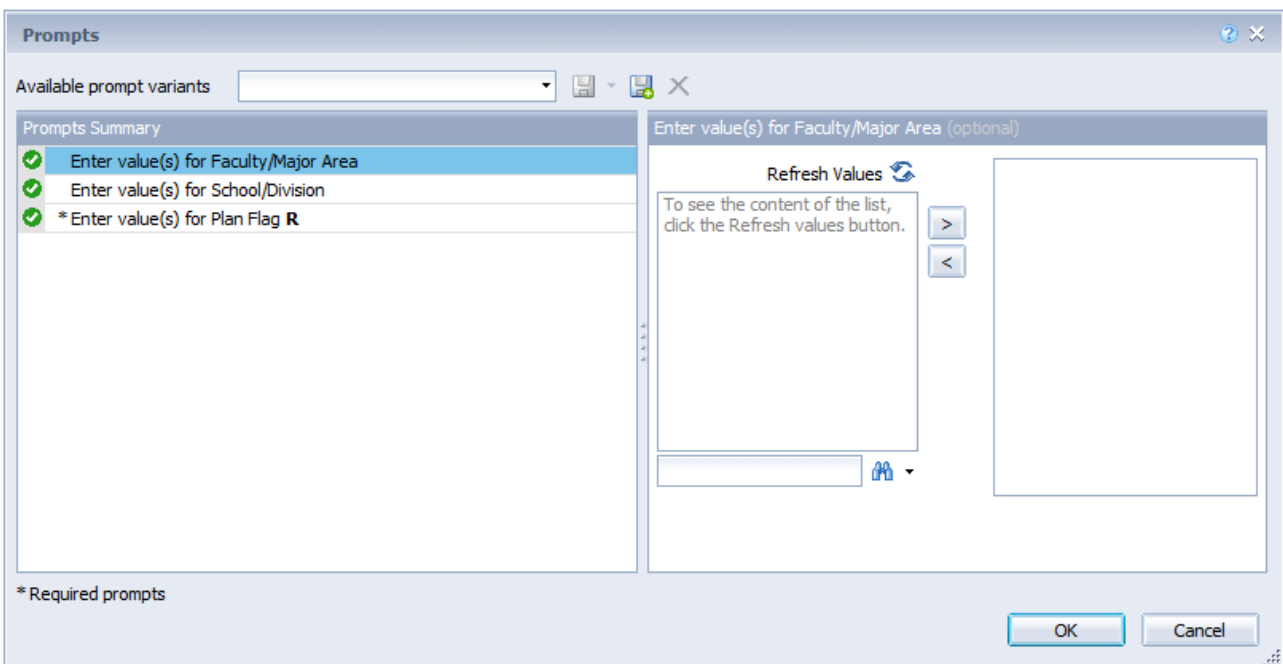 Prompts
Available prompt variants
Prompts Summary
Enter value(s) for Faculty/Major Area
Enter value(s) for School/Division
* Enter value(s) for Plan Flag R
Enter value(s) for Faculty/Major Area (optional)
Refresh Values
To see the content of the list,
click the Refresh values button.
>
<
* Required prompts
OK
Cancel